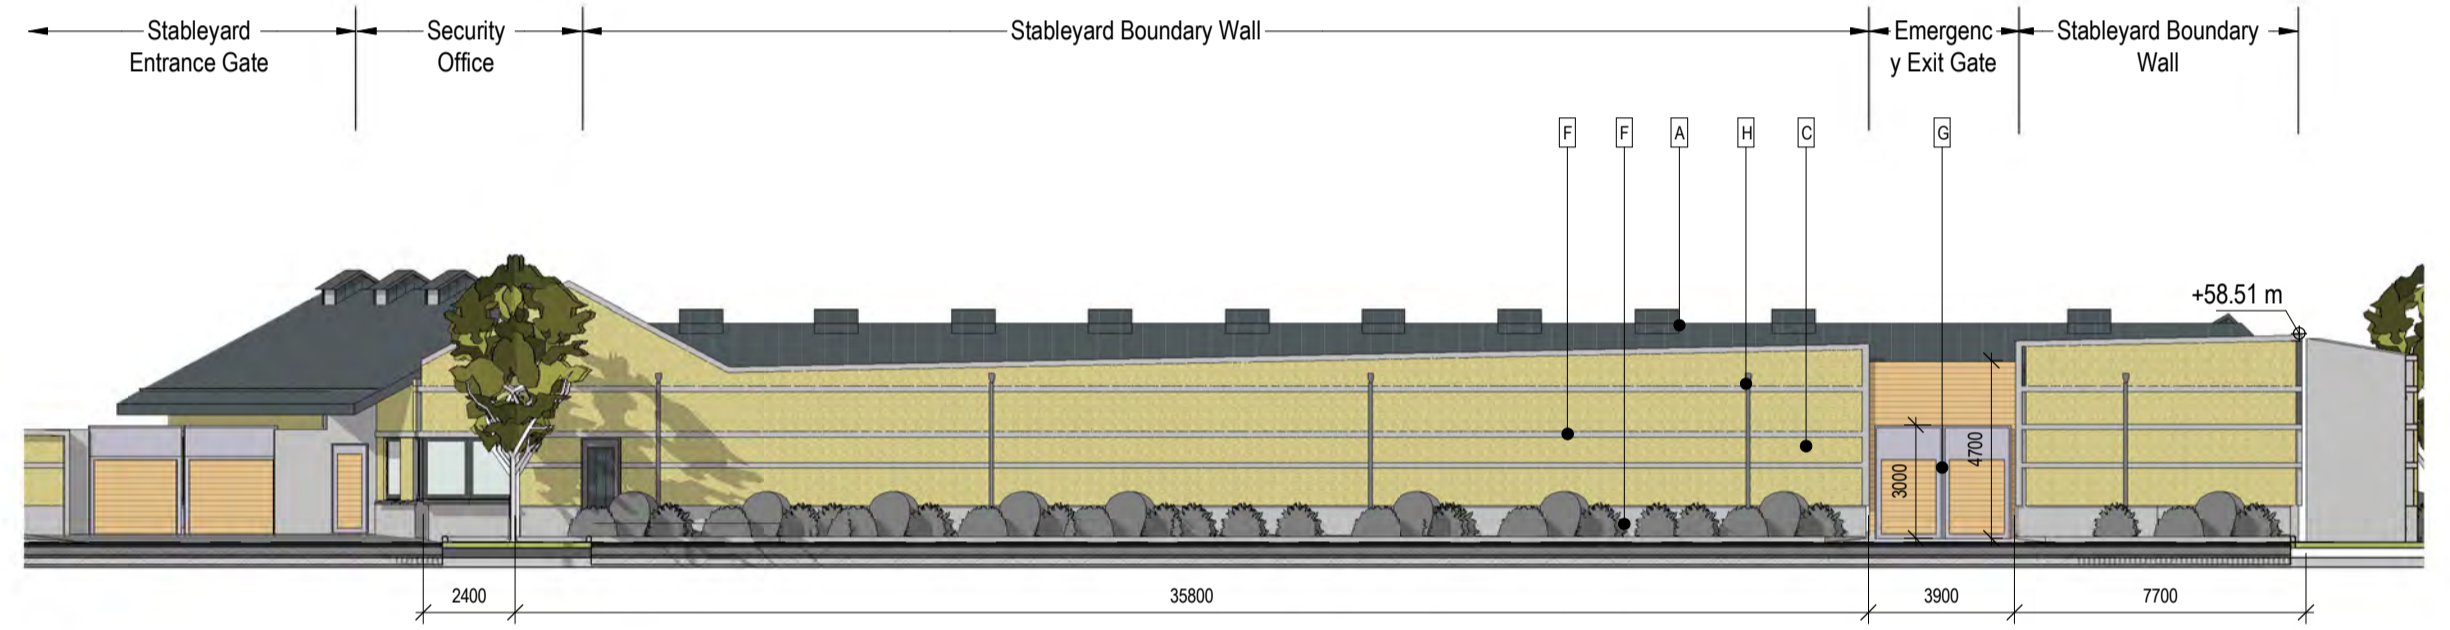 Stableyard
Entrance Gate
Security
Office
Stableyard Boundary Wall
Emergenc
y Exit Gate
Stableyard Boundary
Wall
F
F
A
H
C
G
+58.51 m
3000
4700
2400
35800
3900
7700